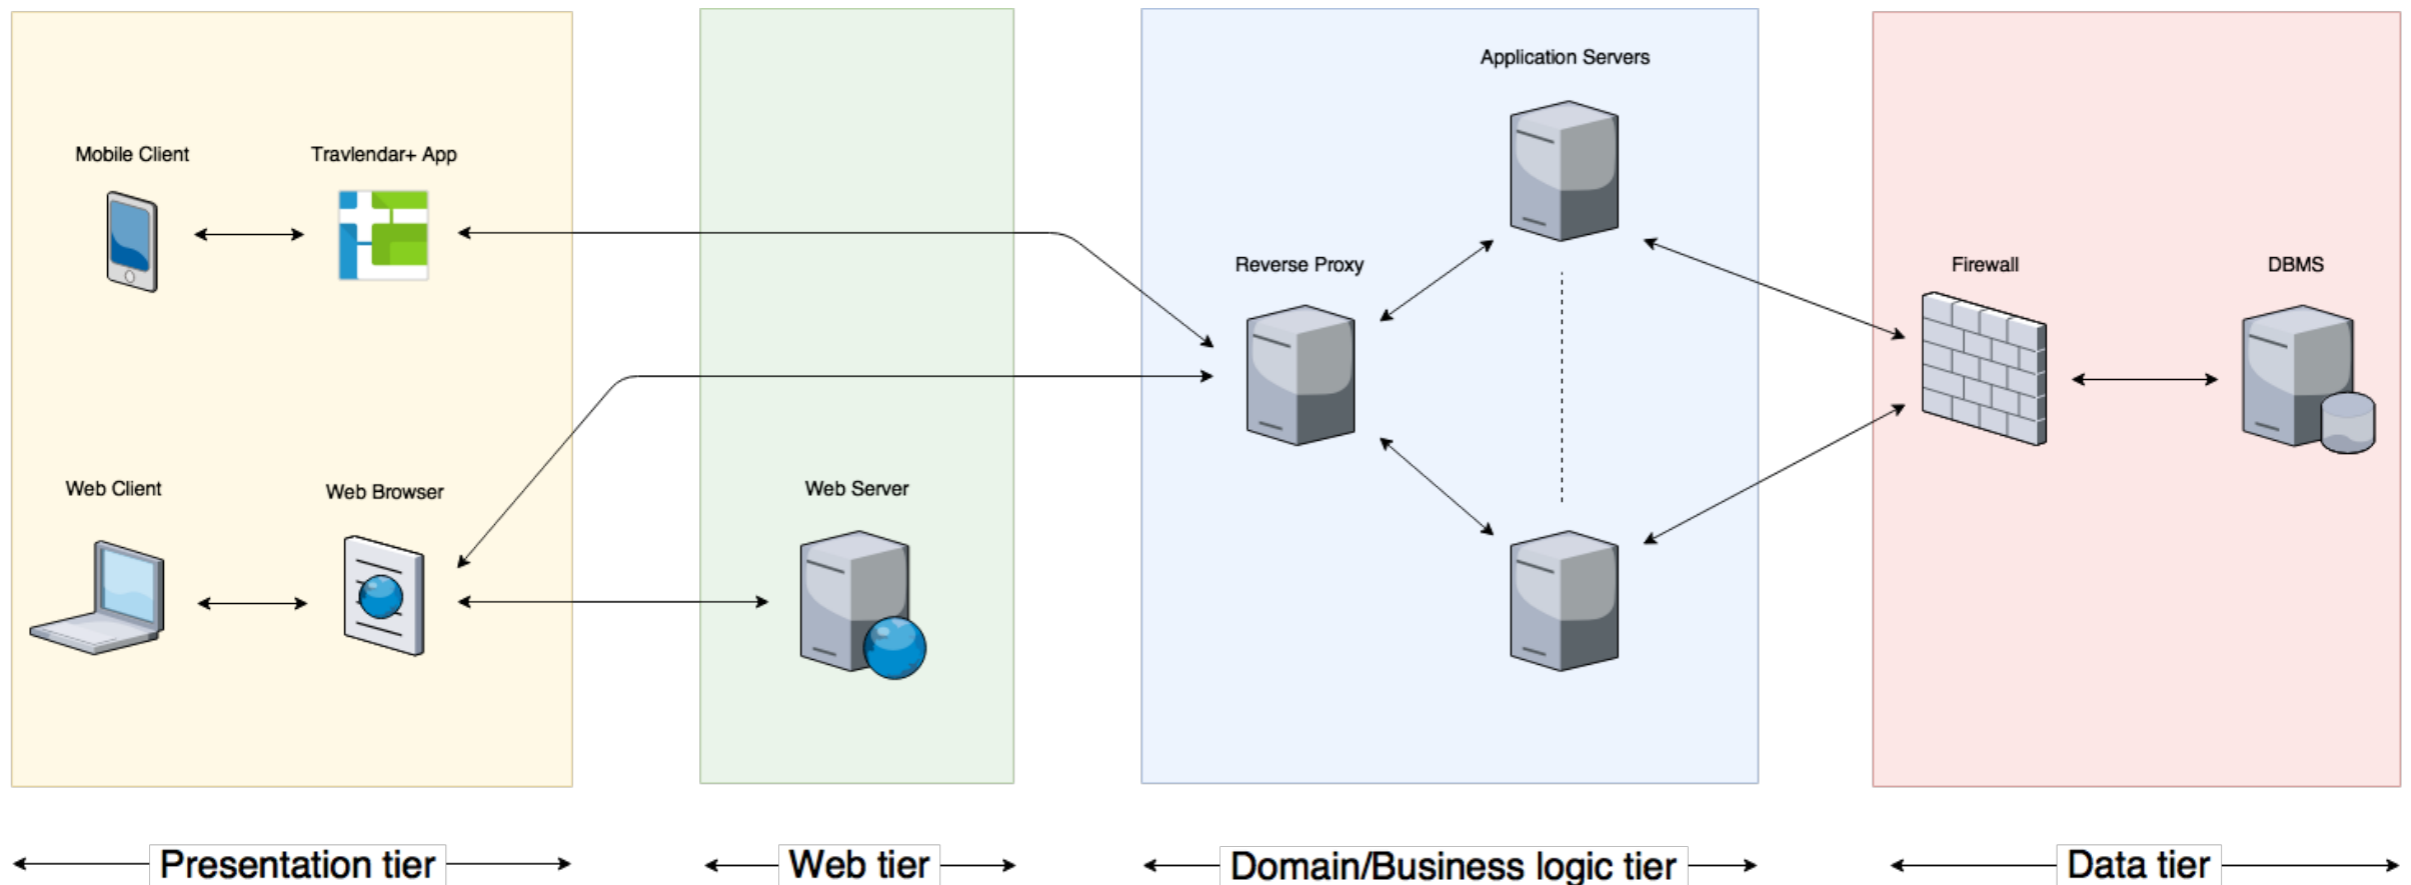 Application Servers
Mobile Client
Travlendar+ App
Reverse Proxy
Firewall
DBMS
Web Client
Web Browser
Web Server
Presentation tier
Web tier
Domain/Business logic tier
Data tier